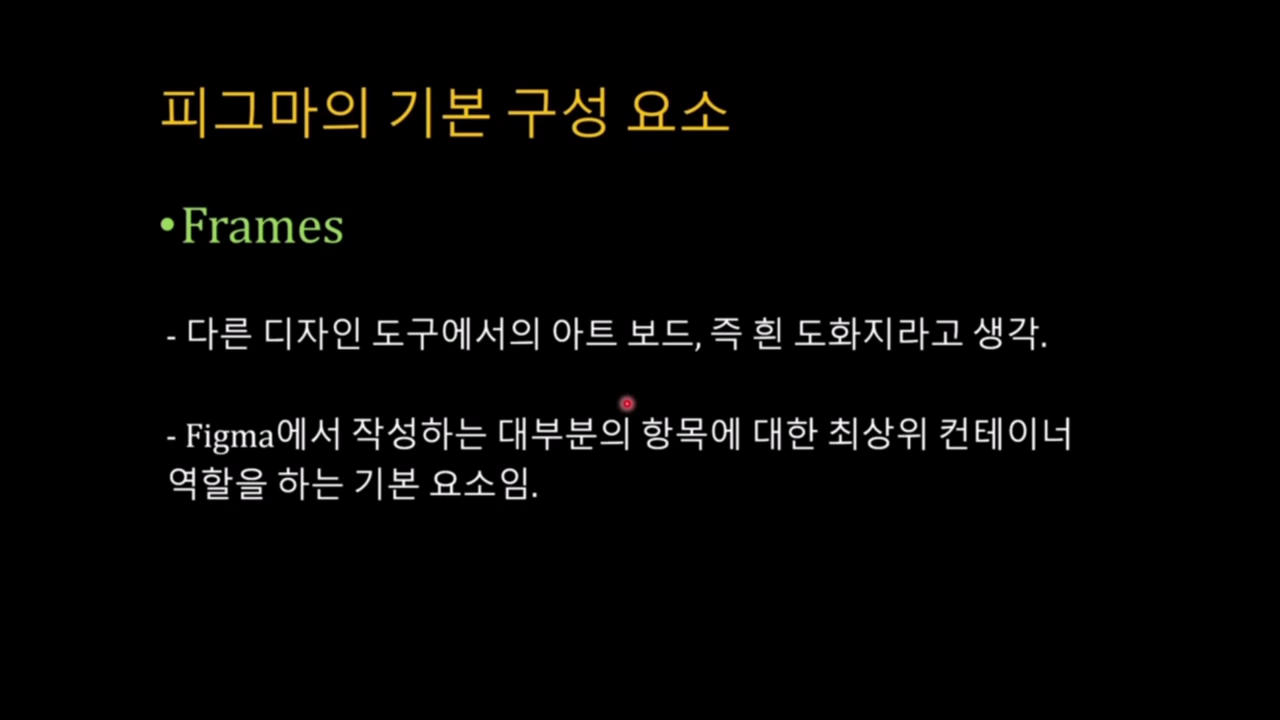 피그마의 기본 구성 요소
•Frames
- 다른 디자인 도구에서의 아트 보드, 즉 흰 도화지라고 생각.
- Figma에서 작성하는 대부분의 항목에 대한 최상위 컨테이너
역할을 하는 기본 요소임.